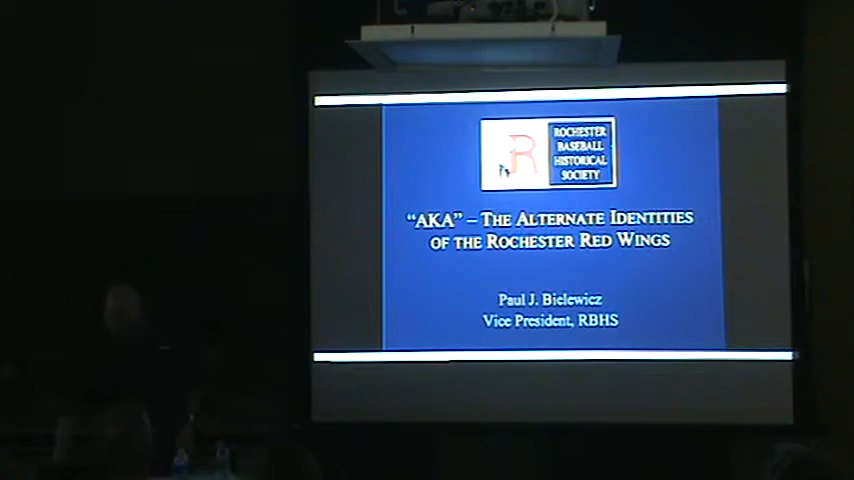 R
ROCHESTER
BASEBALL
HISTORICAL
SOCIETY
“AKA” – THE ALTERNATE IDENTITIES
OF THE ROCHESTER RED WINGS
Paul J. Bielewicz
Vice President, RBHS